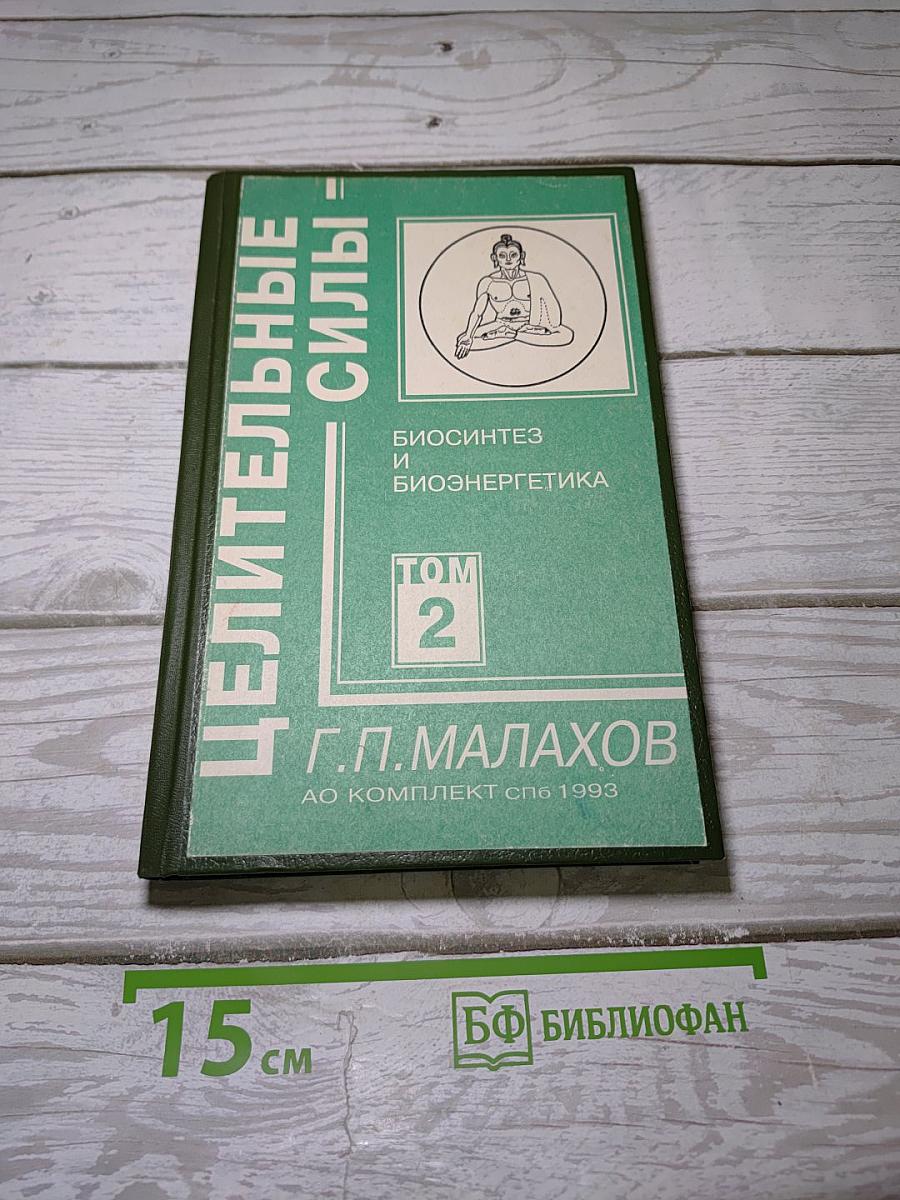 ЦЕЛИТЕЛЬНЫЕ
СИЛЫ
БИОСИНТЕЗ
И
БИОЭНЕРГЕТИКА
ТОМ
2
Г.П.МАЛАХОВ
АО КОМПЛЕКТ СПб 1993
15 см
БФ БИБЛИОФАН